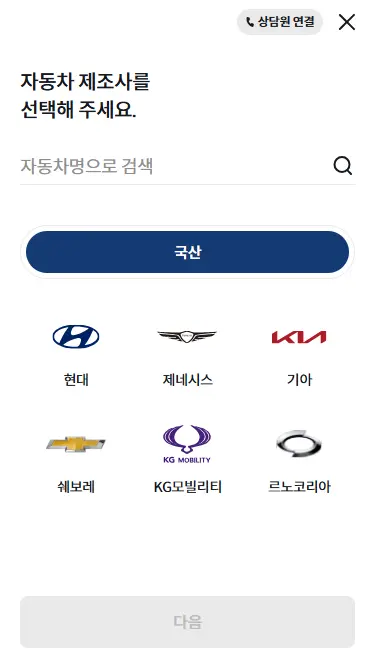 상담원 연결
자동차 제조사를
선택해 주세요.
자동차명으로 검색
국산
KIA
현대
제네시스
기아
KG MOBILITY
쉐보레
KG모빌리티
르노코리아
다음